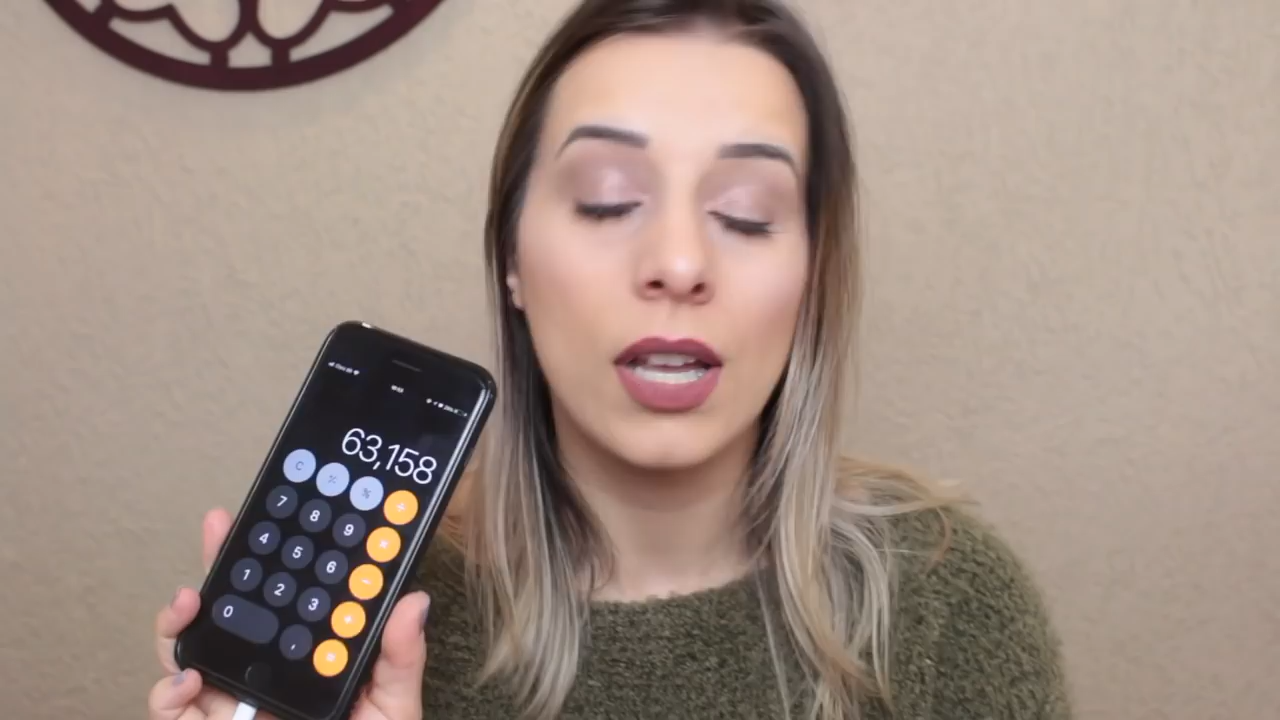 63,158
C % ÷
7 8 9 ×
4 5 6 −
1 2 3 +
0 , =